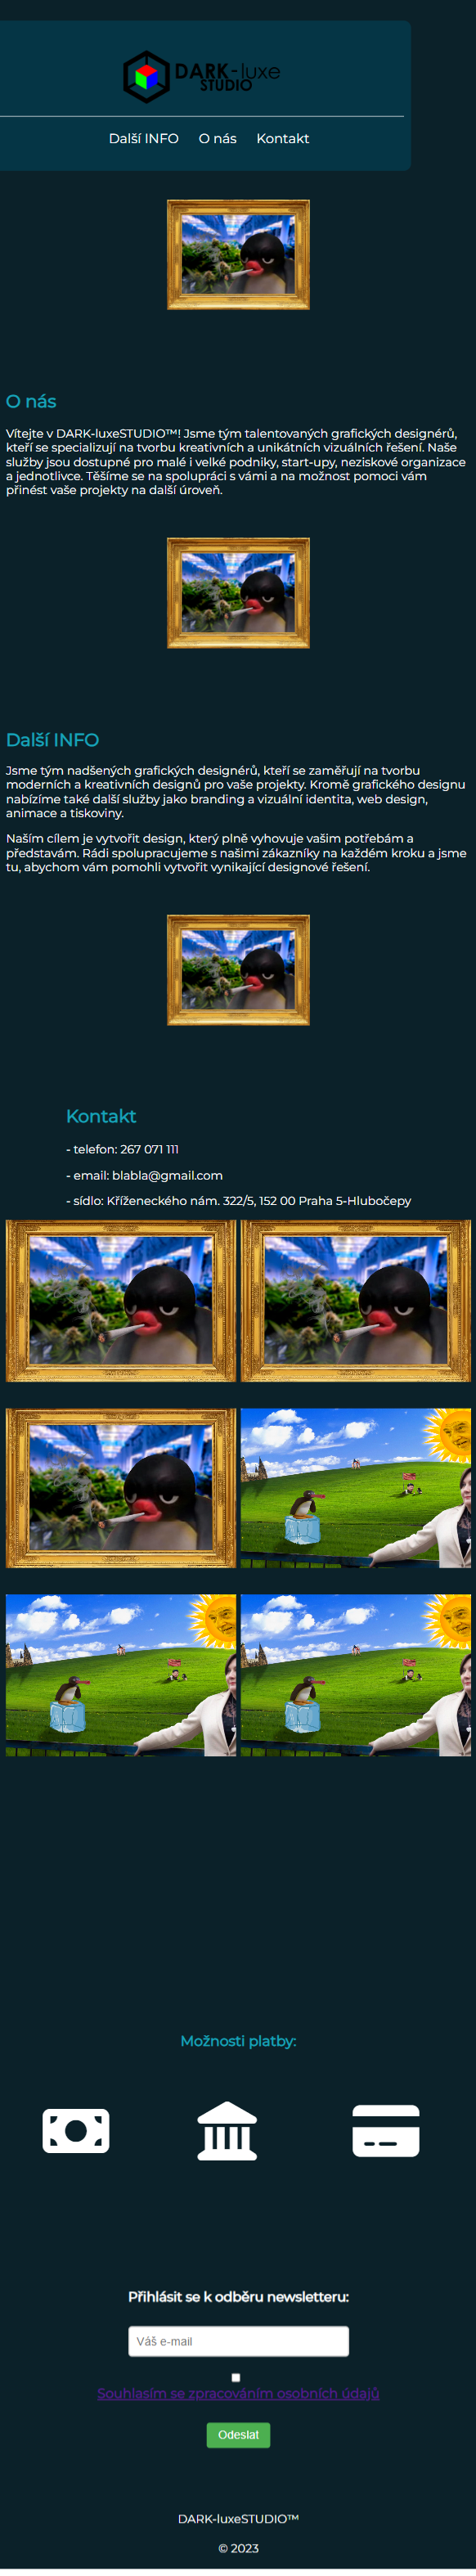 DARK-luxe
STUDIO
Další INFO O nás Kontakt
O nás
Vítejte v DARK-luxeSTUDIO™! Jsme tým talentovaných grafických designérů,
kteří se specializují na tvorbu kreativních a unikátních vizuálních řešení. Naše
služby jsou dostupné pro malé i velké podniky, start-upy, neziskové organizace
a jednotlivce. Těšíme se na spolupráci s vámi a na možnost pomoci vám
přinést vaše projekty na další úroveň.
Další INFO
Jsme tým nadšených grafických designérů, kteří se zaměřují na tvorbu
moderních a kreativních designů pro vaše projekty. Kromě grafického designu
nabízíme také další služby jako branding a vizuální identita, web design,
animace a tiskoviny.
Naším cílem je vytvořit design, který plně vyhovuje vašim potřebám a
představám. Rádi spolupracujeme s našimi zákazníky na každém kroku a jsme
tu, abychom vám pomohli vytvořit vynikající designové řešení.
Kontakt
- telefon: 267 071 111
- email: blabla@gmail.com
- sídlo: Kříženeckého nám. 322/5, 152 00 Praha 5-Hlubočepy
Možnosti platby:
Přihlásit se k odběru newsletteru:
Váš e-mail
Souhlasím se zpracováním osobních údajů
Odeslat
DARK-luxeSTUDIO™
© 2023